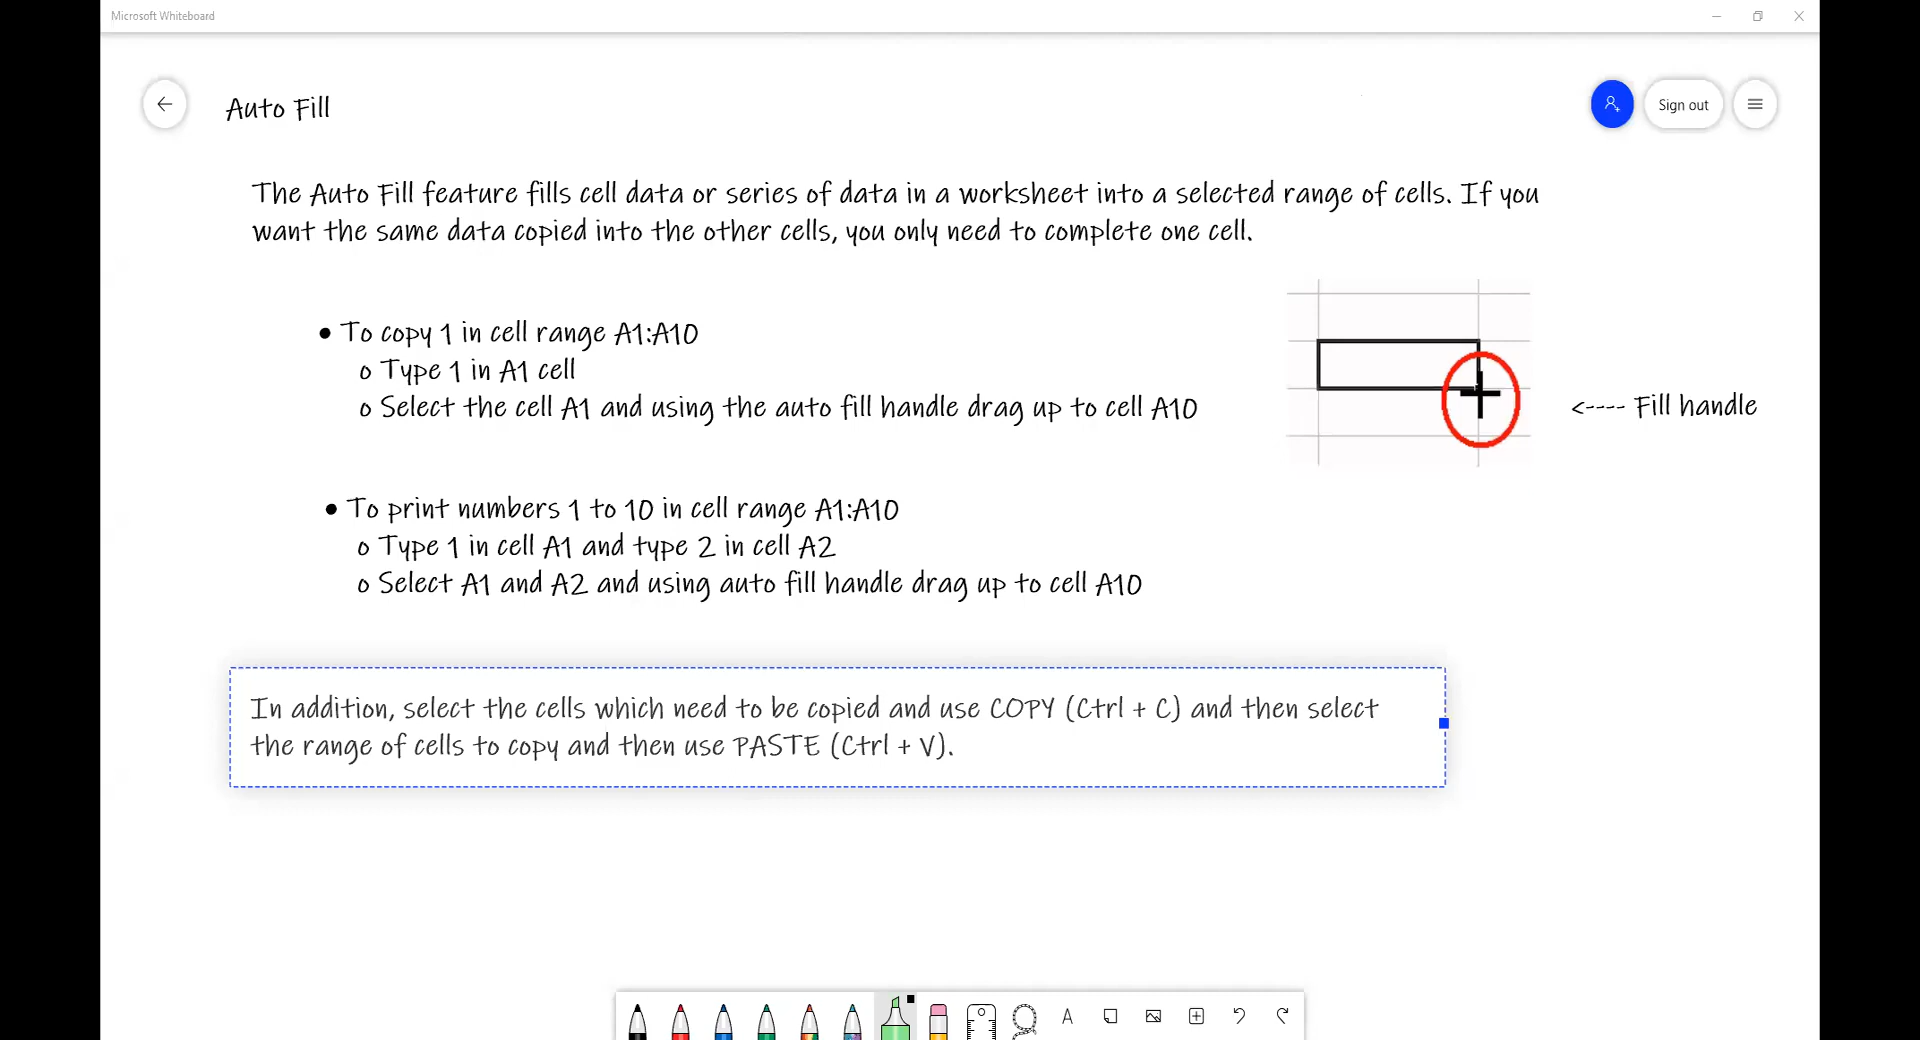 Microsoft Whiteboard
Auto Fill
Sign out
The Auto Fill feature fills cell data or series of data in a worksheet into a selected range of cells. If you
want the same data copied into the other cells, you only need to complete one cell.
• To copy 1 in cell range A1:A10
o Type 1 in A1 cell
o Select the cell A1 and using the auto fill handle drag up to cell A10
<---- Fill handle
• To print numbers 1 to 10 in cell range A1:A10
o Type 1 in cell A1 and type 2 in cell A2
o Select A1 and A2 and using auto fill handle drag up to cell A10
In addition, select the cells which need to be copied and use COPY (Ctrl + C) and then select
the range of cells to copy and then use PASTE (Ctrl + V).
A